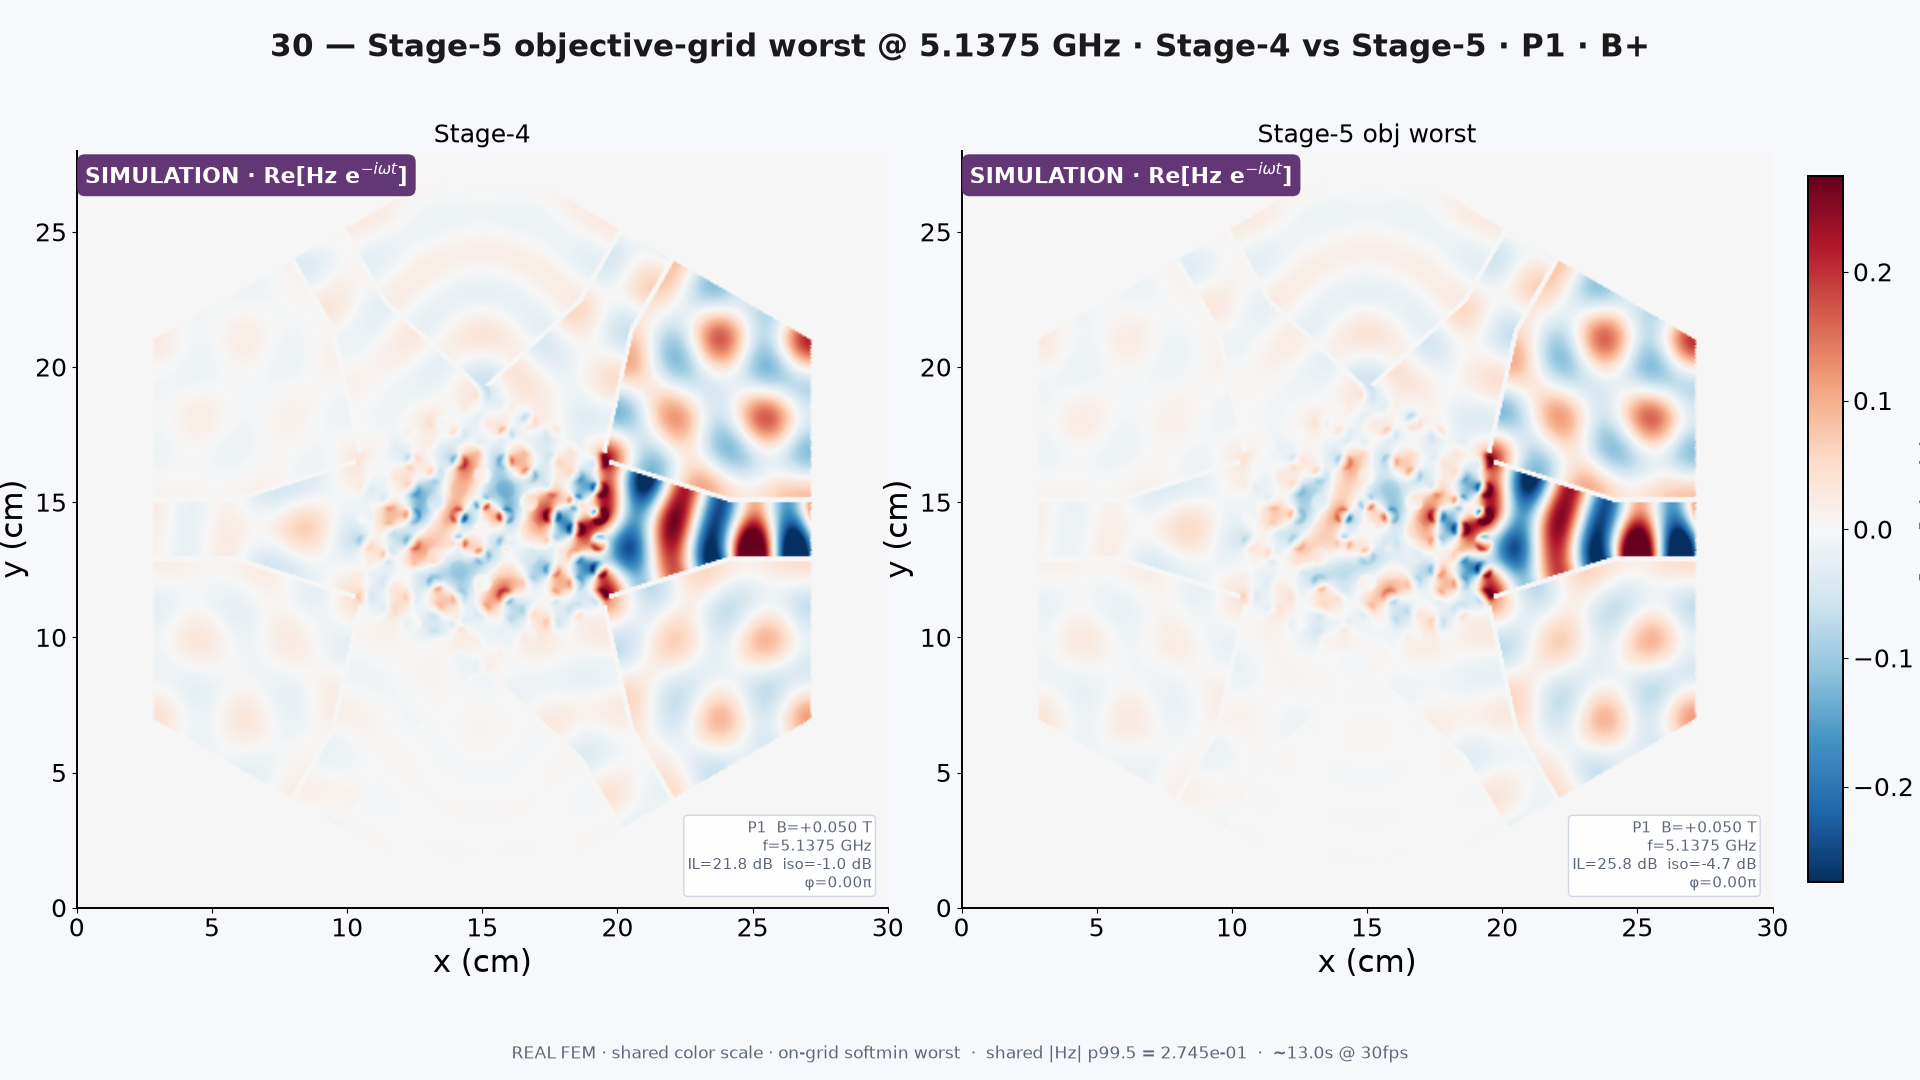 30 — Stage-5 objective-grid worst @ 5.1375 GHz · Stage-4 vs Stage-5 · P1 · B+
Stage-4
SIMULATION · Re[Hz e^{−iωt}]
25
20
15
10
5
0
y (cm)
0 5 10 15 20 25 30
x (cm)
P1 B=+0.050 T
f=5.1375 GHz
IL=21.8 dB iso=-1.0 dB
φ=0.00π
Stage-5 obj worst
SIMULATION · Re[Hz e^{−iωt}]
25
20
15
10
5
0
y (cm)
0 5 10 15 20 25 30
x (cm)
P1 B=+0.050 T
f=5.1375 GHz
IL=25.8 dB iso=-4.7 dB
φ=0.00π
0.2
0.1
0.0
−0.1
−0.2
REAL FEM · shared color scale · on-grid softmin worst · shared |Hz| p99.5 = 2.745e-01 · ~13.0s @ 30fps